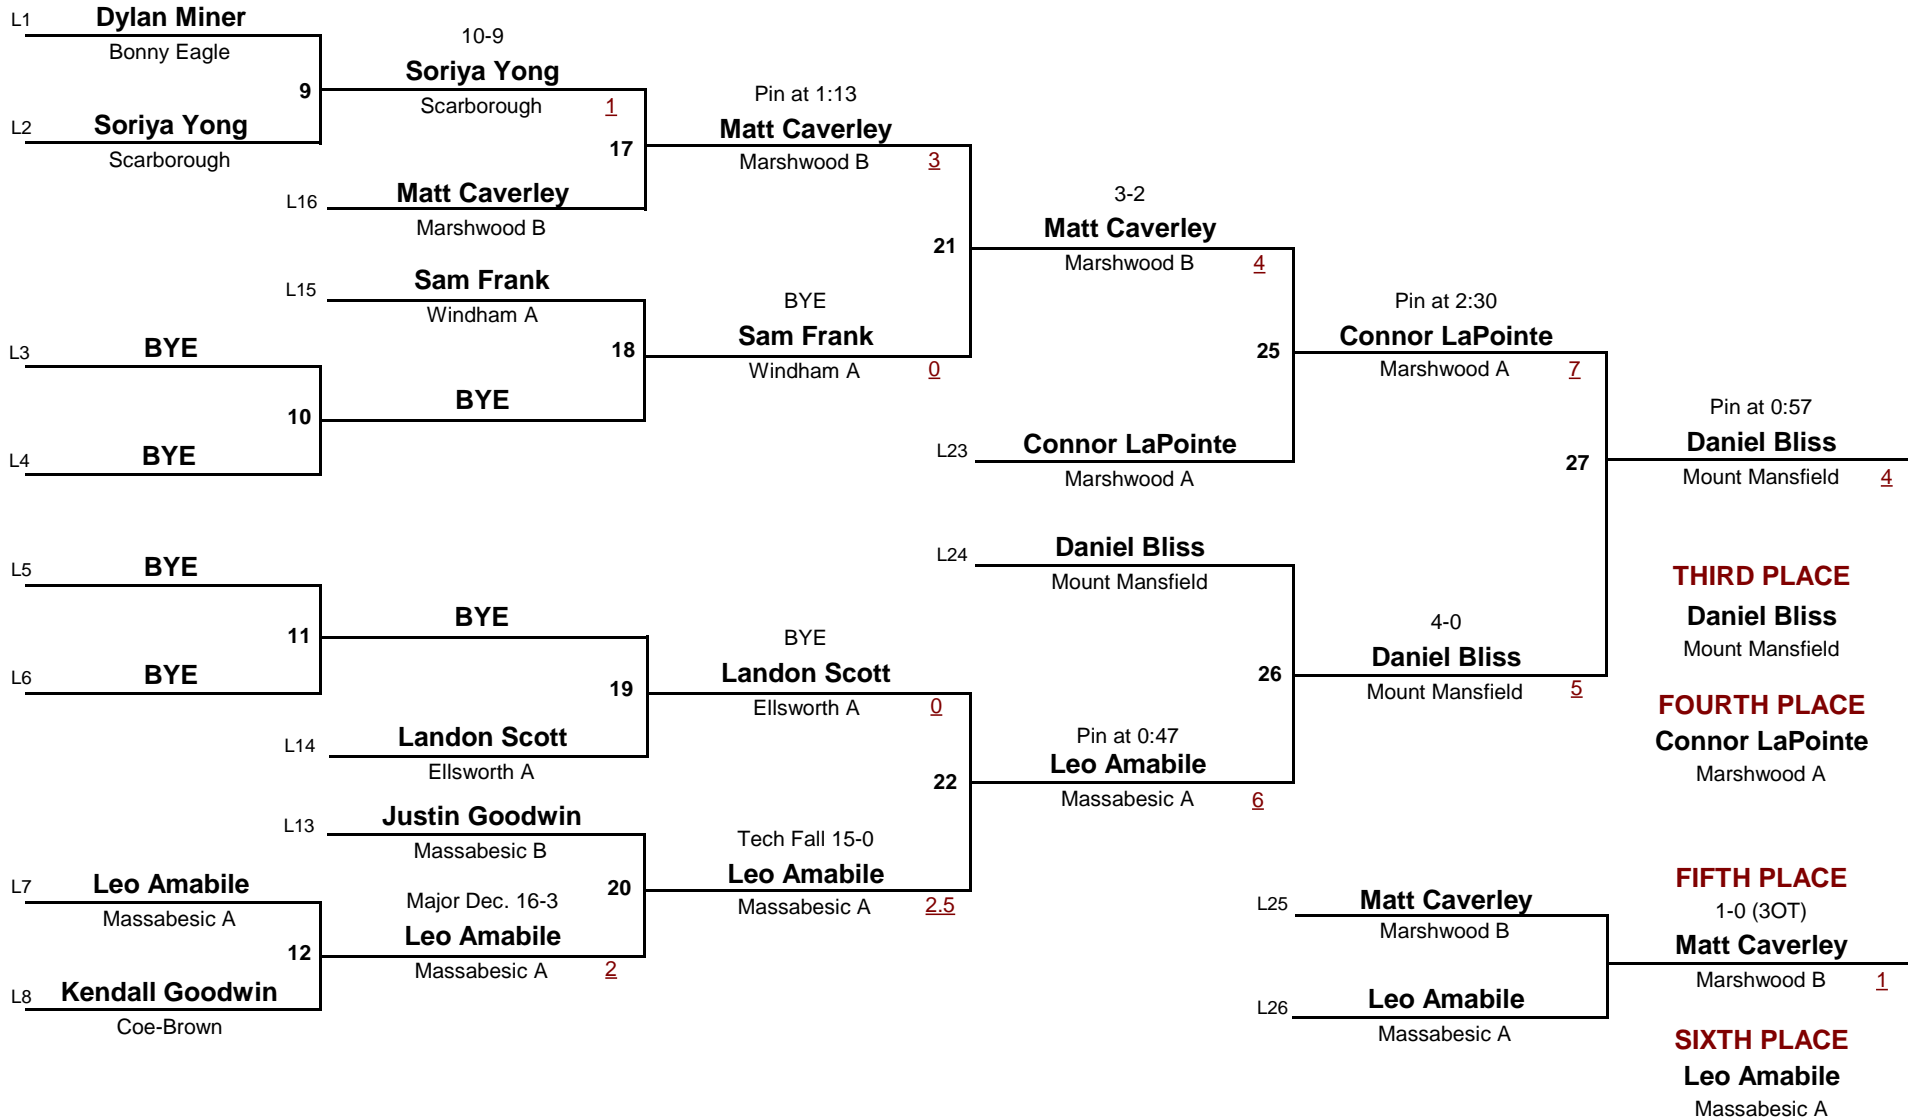 L1
Dylan Miner
Bonny Eagle
9
L2
Soriya Yong
Scarborough
10-9
Soriya Yong
Scarborough
1
17
L16
Matt Caverley
Marshwood B
Pin at 1:13
Matt Caverley
Marshwood B
3
L15
Sam Frank
Windham A
18
L3
BYE
10
L4
BYE
BYE
BYE
Sam Frank
Windham A
0
21
3-2
Matt Caverley
Marshwood B
4
25
L23
Connor LaPointe
Marshwood A
Pin at 2:30
Connor LaPointe
Marshwood A
7
27
Pin at 0:57
Daniel Bliss
Mount Mansfield
4
L5
BYE
11
L6
BYE
BYE
19
L14
Landon Scott
Ellsworth A
BYE
Landon Scott
Ellsworth A
0
22
L13
Justin Goodwin
Massabesic B
20
L7
Leo Amabile
Massabesic A
12
L8
Kendall Goodwin
Coe-Brown
Major Dec. 16-3
Leo Amabile
Massabesic A
2
Tech Fall 15-0
Leo Amabile
Massabesic A
2.5
L24
Daniel Bliss
Mount Mansfield
26
Pin at 0:47
Leo Amabile
Massabesic A
6
4-0
Daniel Bliss
Mount Mansfield
5
THIRD PLACE
Daniel Bliss
Mount Mansfield
FOURTH PLACE
Connor LaPointe
Marshwood A
L25
Matt Caverley
Marshwood B
L26
Leo Amabile
Massabesic A
FIFTH PLACE
1-0 (3OT)
Matt Caverley
Marshwood B
1
SIXTH PLACE
Leo Amabile
Massabesic A